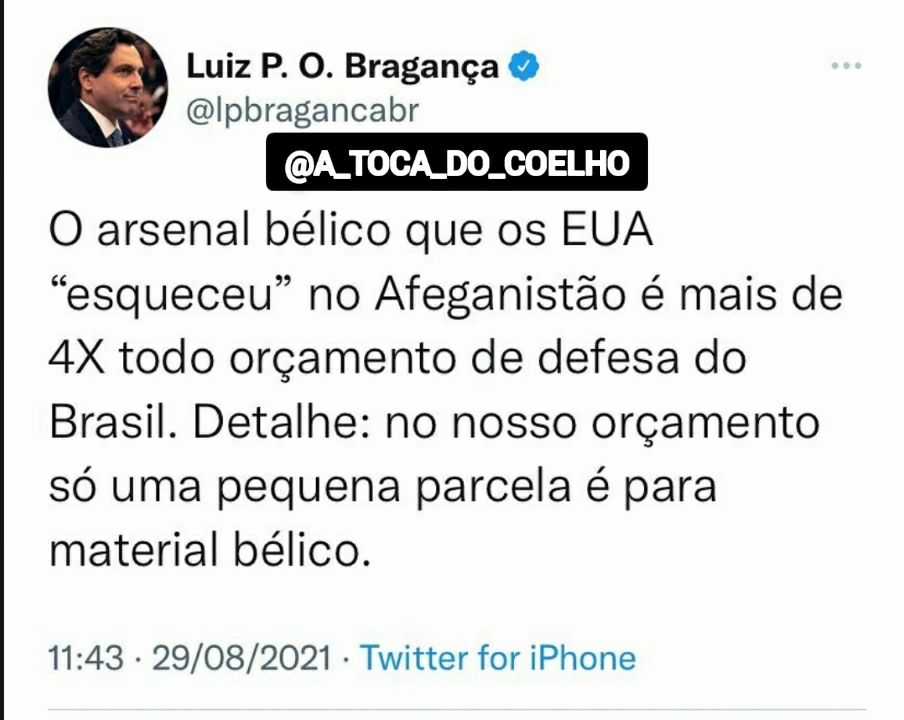 Luiz P. O. Bragança
@lpbragancabr
@A_TOCA_DO_COELHO
O arsenal bélico que os EUA
“esqueceu” no Afeganistão é mais de
4X todo orçamento de defesa do
Brasil. Detalhe: no nosso orçamento
só uma pequena parcela é para
material bélico.
11:43 · 29/08/2021 · Twitter for iPhone